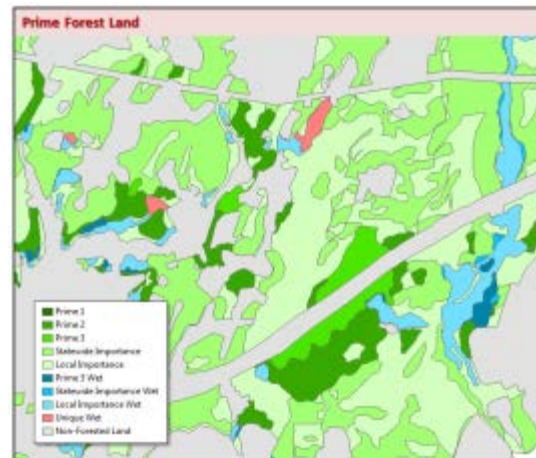 Prime Forest Land
Prime 1
Prime 2
Prime 3
Statewide Importance
Local Importance
Prime 3 Wet
Statewide Importance Wet
Local Importance Wet
Unique Wet
Non-Forested Land